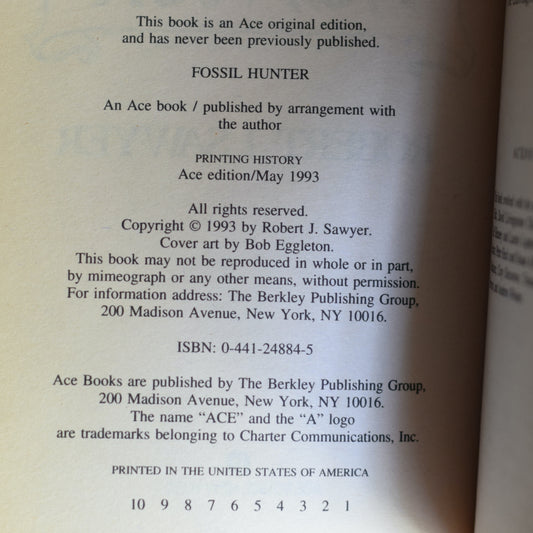 This book is an Ace original edition,
and has never been previously published.
FOSSIL HUNTER
An Ace book / published by arrangement with
the author
PRINTING HISTORY
Ace edition/May 1993
All rights reserved.
Copyright © 1993 by Robert J. Sawyer.
Cover art by Bob Eggleton.
This book may not be reproduced in whole or in part,
by mimeograph or any other means, without permission.
For information address: The Berkley Publishing Group,
200 Madison Avenue, New York, NY 10016.
ISBN: 0-441-24884-5
Ace Books are published by The Berkley Publishing Group,
200 Madison Avenue, New York, NY 10016.
The name “ACE” and the “A” logo
are trademarks belonging to Charter Communications, Inc.
PRINTED IN THE UNITED STATES OF AMERICA
10 9 8 7 6 5 4 3 2 1